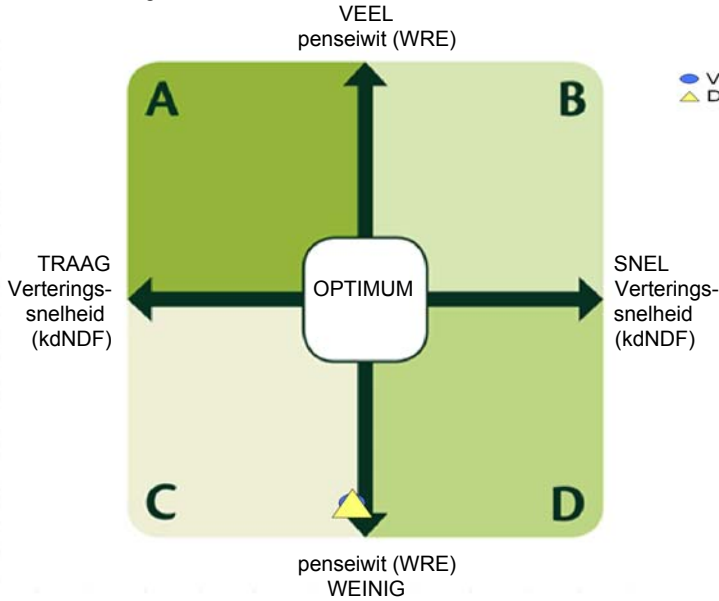 VEEL
penseiwit (WRE)
A
B
V
D
TRAAG
Verterings-
snelheid
(kdNDF)
OPTIMUM
SNEL
Verterings-
snelheid
(kdNDF)
C
D
penseiwit (WRE)
WEINIG